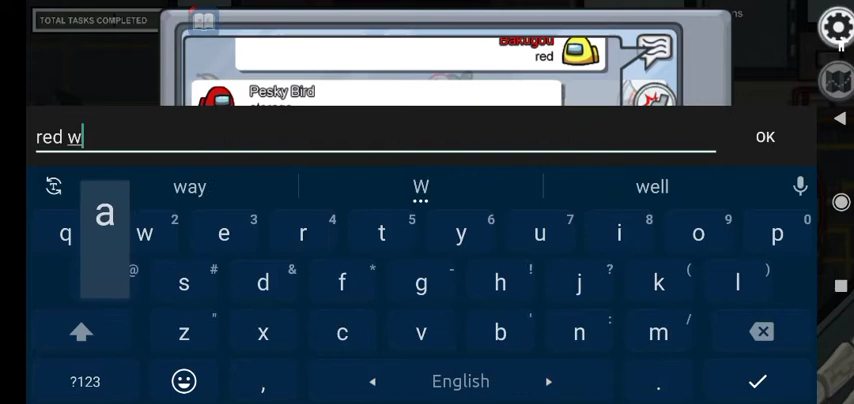 TOTAL TASKS COMPLETED
Bakugou
red
Pesky Bird
red w
OK
way W well
q w 2 e 3 r 4 t 5 y 6 u 7 i 8 o 9 p 0
a @ s # d & f * g - h ! j ? k ( l )
z " x c v b ' n : m /
?123 , English .